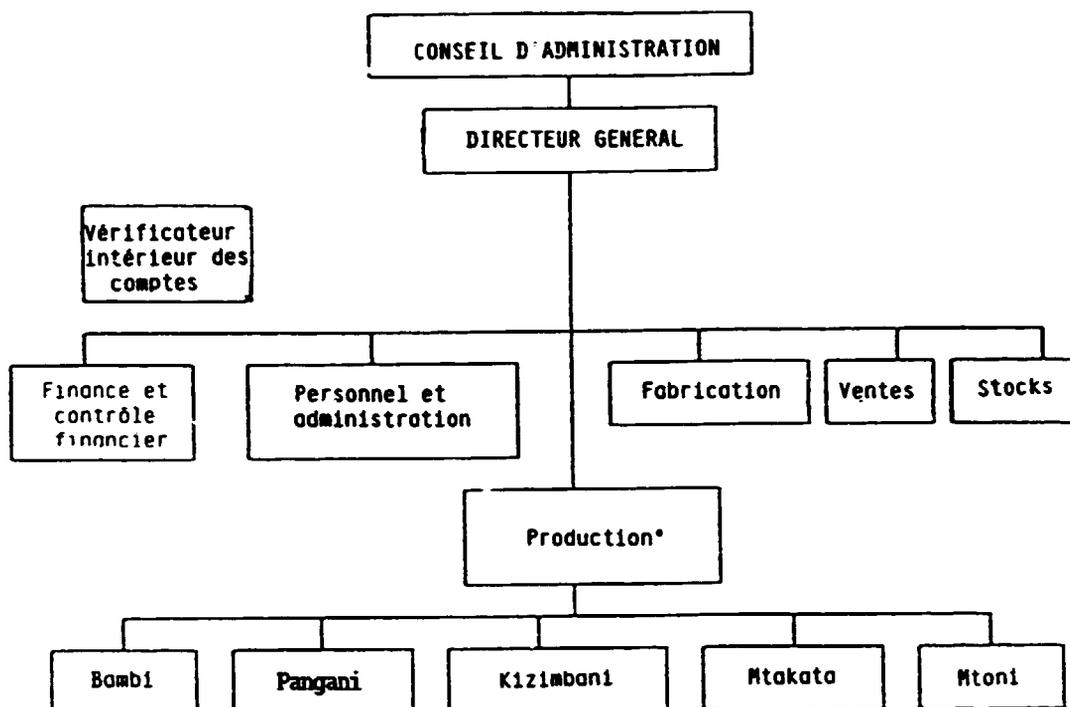 CONSEIL D'ADMINISTRATION
DIRECTEUR GENERAL
Vérificateur
intérieur des
comptes
Finance et
contrôle
financier
Personnel et
administration
Fabrication
Ventes
Stocks
Production*
Bambi
Pangani
Kizimbani
Mtakata
Mtoni